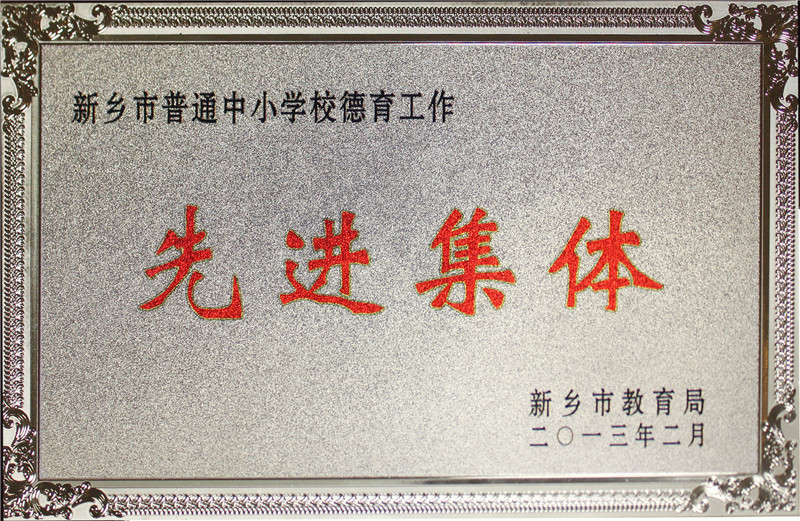 新乡市普通中小学校德育工作
先进集体
新乡市教育局
二〇一三年二月